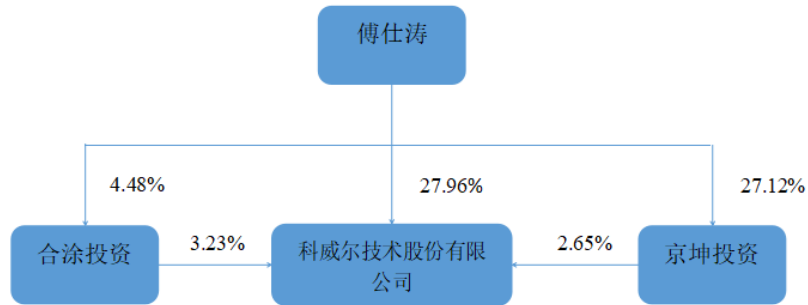 傅仕涛
4.48%
27.96%
27.12%
合涂投资
3.23%
科威尔技术股份有限
公司
2.65%
京坤投资